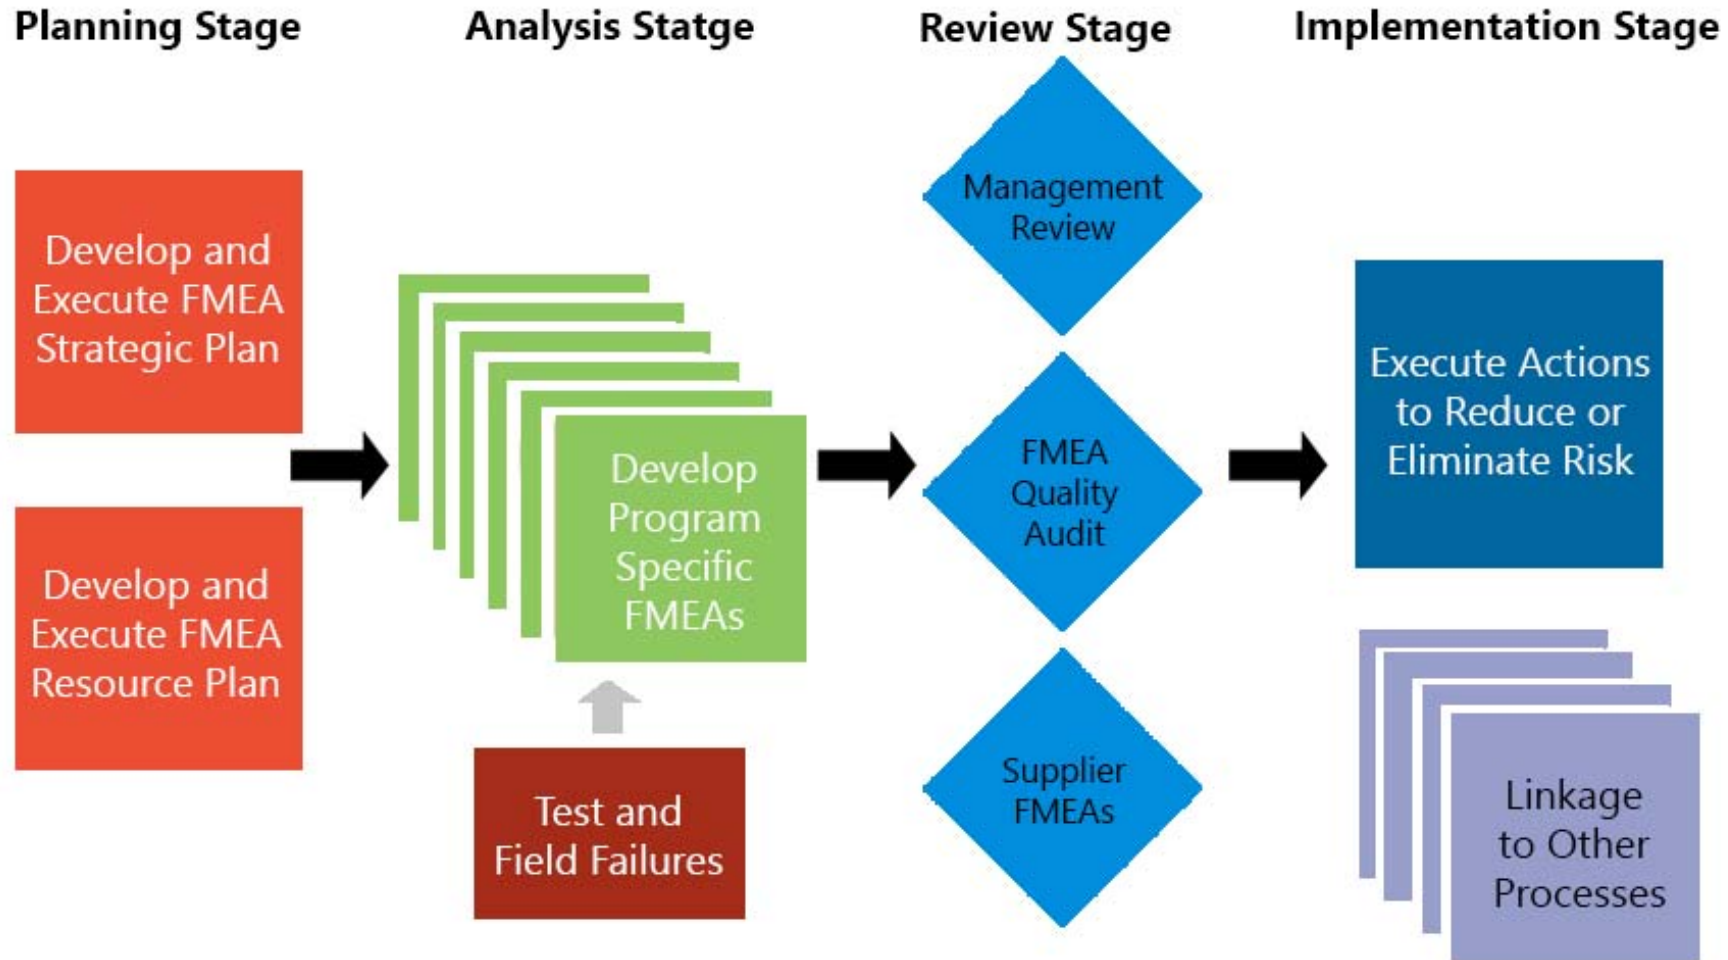 Planning Stage
Analysis Statge
Review Stage
Implementation Stage
Develop and
Execute FMEA
Strategic Plan
Develop and
Execute FMEA
Resource Plan
Develop
Program
Specific
FMEAs
Test and
Field Failures
Management
Review
FMEA
Quality
Audit
Supplier
FMEAs
Execute Actions
to Reduce or
Eliminate Risk
Linkage
to Other
Processes